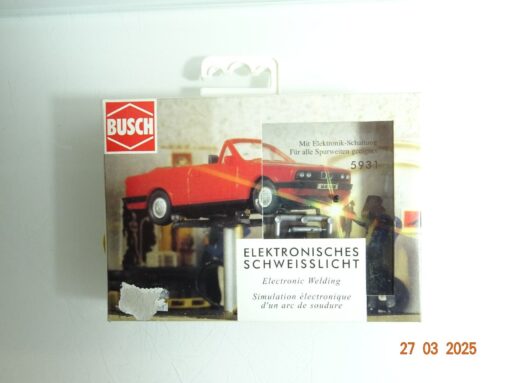 BUSCH
Mit Elektronik-Schaltung
Für alle Spurweiten geeignet
5931
ELEKTRONISCHES
SCHWEISSLICHT
Electronic Welding
Simulation électronique
d'un arc de soudure
27 03 2025